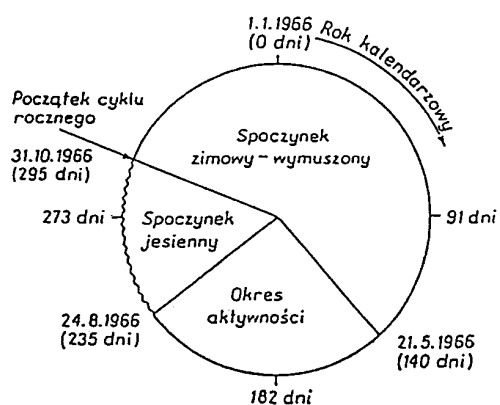 1.1.1966
(0 dni)
Rok kalendarzowy
Początek cyklu
rocznego
31.10.1966
(295 dni)
Spoczynek
zimowy – wymuszony
273 dni
Spoczynek
jesienny
91 dni
Okres
aktywności
24.8.1966
(235 dni)
21.5.1966
(140 dni)
182 dni